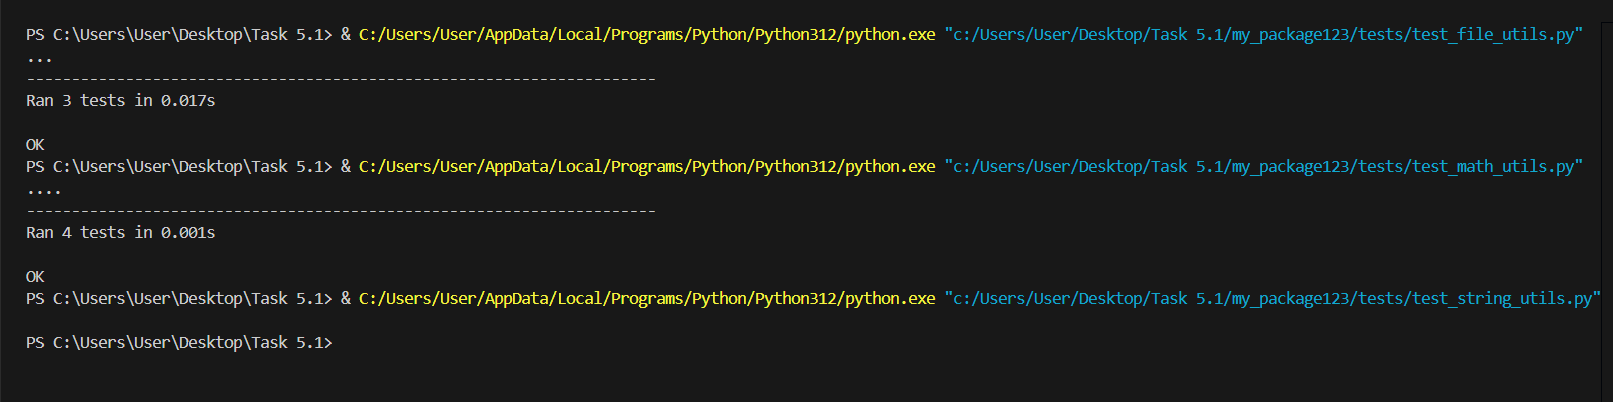 PS C:\Users\User\Desktop\Task 5.1> & C:/Users/User/AppData/Local/Programs/Python/Python312/python.exe "c:/Users/User/Desktop/Task 5.1/my_package123/tests/test_file_utils.py"
...
----------------------------------------------------------------------
Ran 3 tests in 0.017s

OK
PS C:\Users\User\Desktop\Task 5.1> & C:/Users/User/AppData/Local/Programs/Python/Python312/python.exe "c:/Users/User/Desktop/Task 5.1/my_package123/tests/test_math_utils.py"
....
----------------------------------------------------------------------
Ran 4 tests in 0.001s

OK
PS C:\Users\User\Desktop\Task 5.1> & C:/Users/User/AppData/Local/Programs/Python/Python312/python.exe "c:/Users/User/Desktop/Task 5.1/my_package123/tests/test_string_utils.py"

PS C:\Users\User\Desktop\Task 5.1>